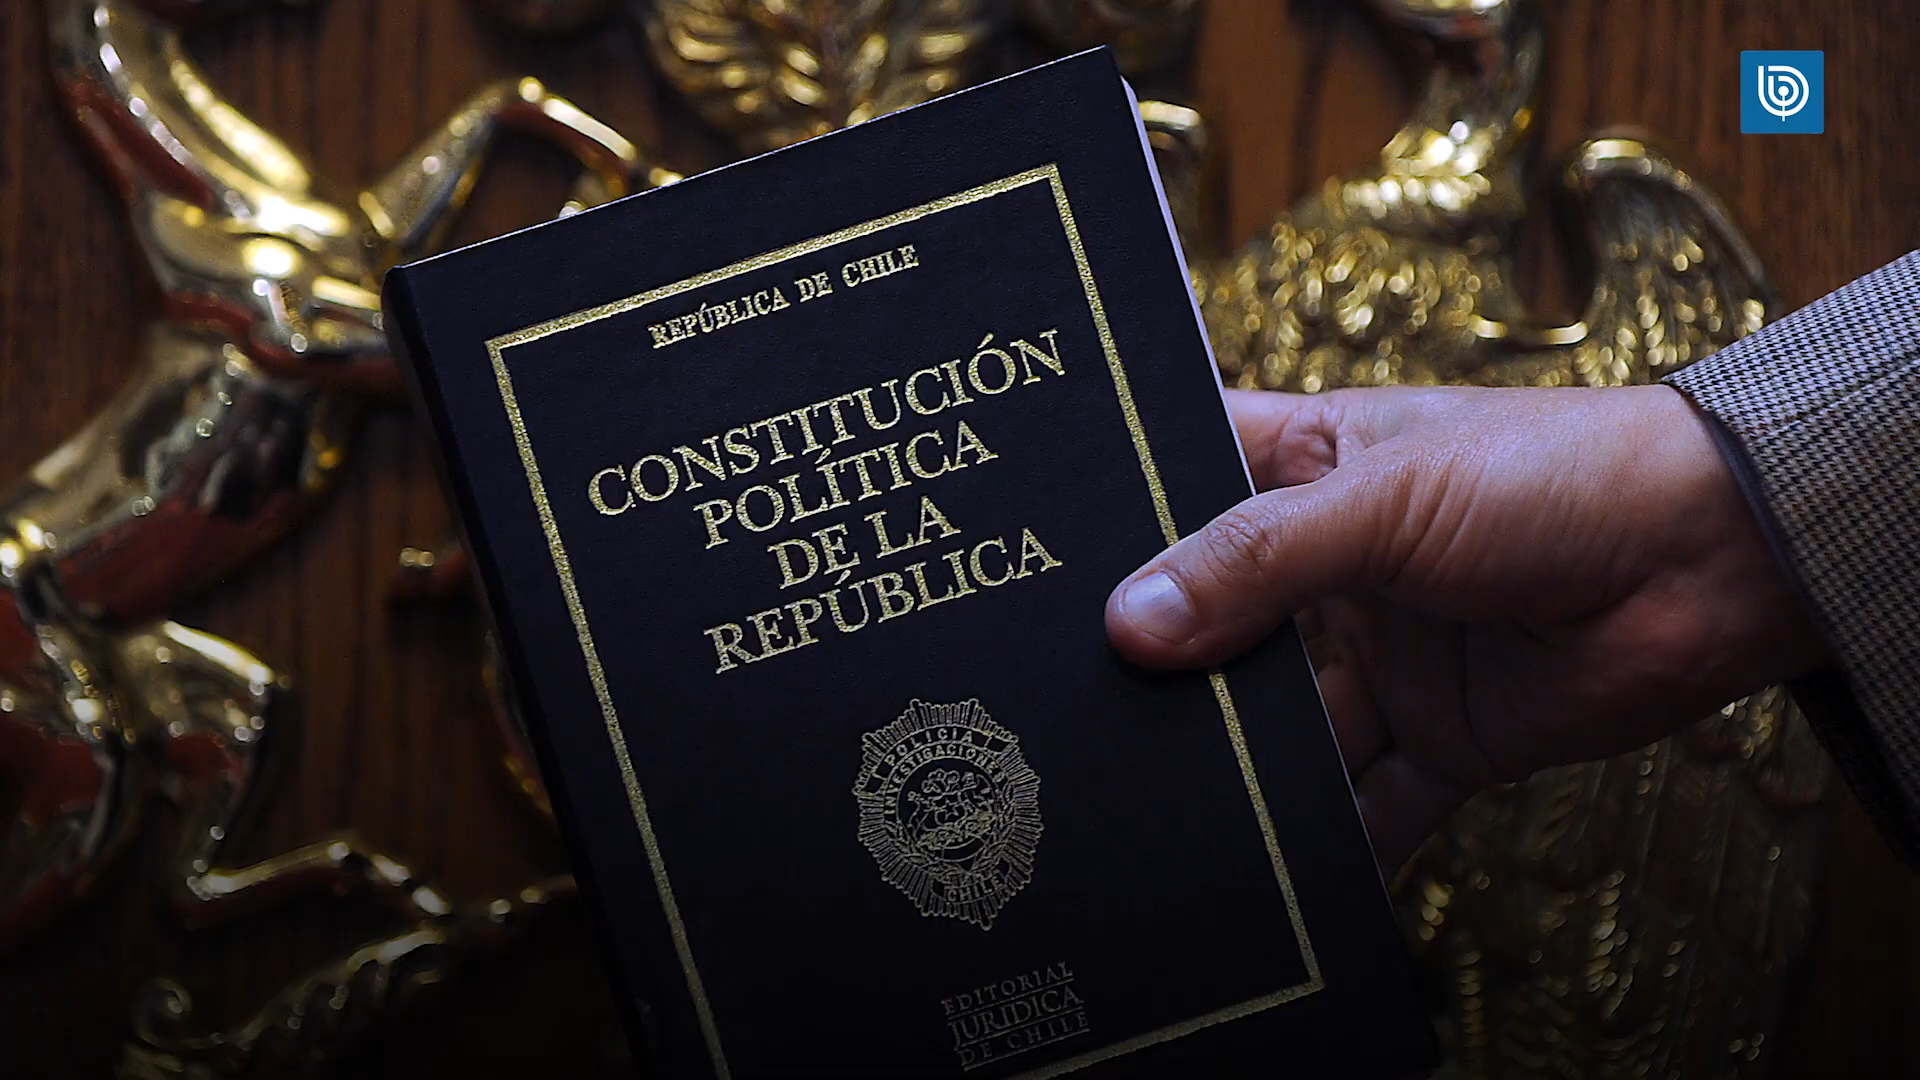 REPÚBLICA DE CHILE
CONSTITUCIÓN
POLÍTICA
DE LA
REPÚBLICA
POLICIA
INVESTIGACIONES
CHILE
EDITORIAL
JURIDICA
DE CHILE